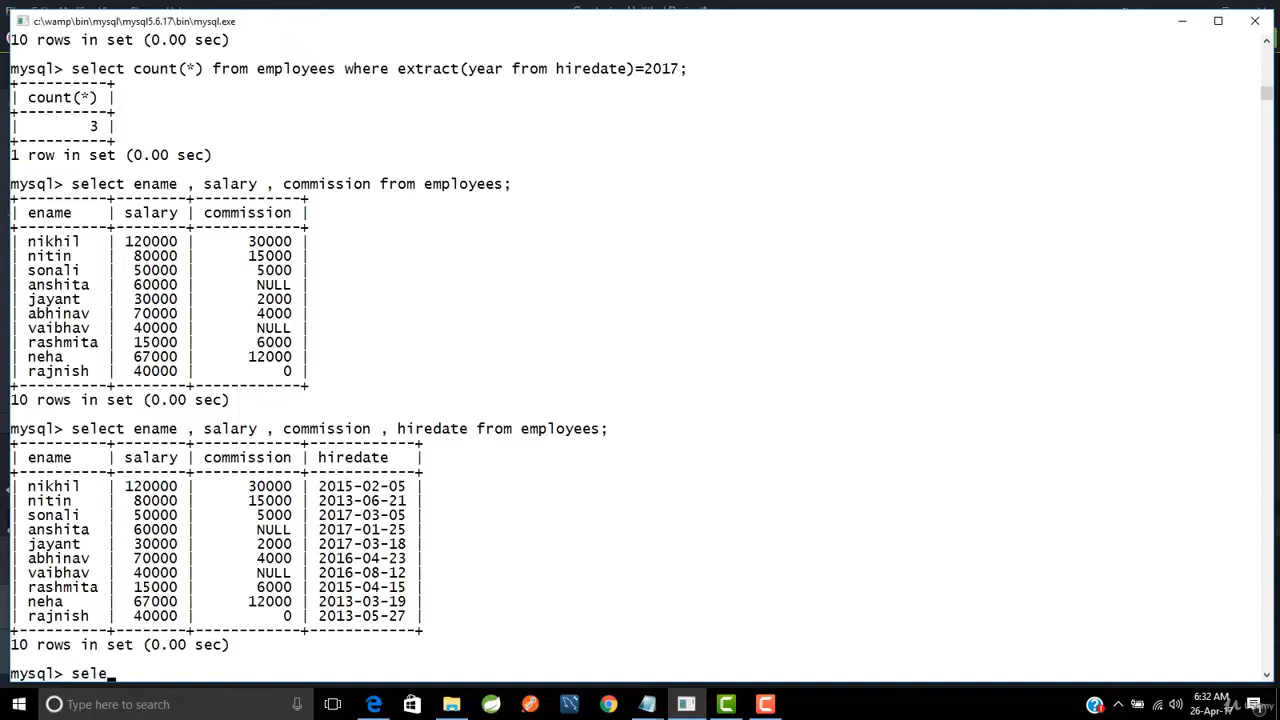 c:\wamp\bin\mysql\mysql5.6.17\bin\mysql.exe
10 rows in set (0.00 sec)
mysql> select count(*) from employees where extract(year from hiredate)=2017;
+----------+
| count(*) |
+----------+
|        3 |
+----------+
1 row in set (0.00 sec)
mysql> select ename , salary , commission from employees;
+----------+--------+------------+
| ename    | salary | commission |
+----------+--------+------------+
| nikhil   | 120000 |      30000 |
| nitin    |  80000 |      15000 |
| sonali   |  50000 |       5000 |
| anshita  |  60000 |       NULL |
| jayant   |  30000 |       2000 |
| abhinav  |  70000 |       4000 |
| vaibhav  |  40000 |       NULL |
| rashmita |  15000 |       6000 |
| neha     |  67000 |      12000 |
| rajnish  |  40000 |          0 |
+----------+--------+------------+
10 rows in set (0.00 sec)
mysql> select ename , salary , commission , hiredate from employees;
+----------+--------+------------+------------+
| ename    | salary | commission | hiredate   |
+----------+--------+------------+------------+
| nikhil   | 120000 |      30000 | 2015-02-05 |
| nitin    |  80000 |      15000 | 2013-06-21 |
| sonali   |  50000 |       5000 | 2017-03-05 |
| anshita  |  60000 |       NULL | 2017-01-25 |
| jayant   |  30000 |       2000 | 2017-03-18 |
| abhinav  |  70000 |       4000 | 2016-04-23 |
| vaibhav  |  40000 |       NULL | 2016-08-12 |
| rashmita |  15000 |       6000 | 2015-04-15 |
| neha     |  67000 |      12000 | 2013-03-19 |
| rajnish  |  40000 |          0 | 2013-05-27 |
+----------+--------+------------+------------+
10 rows in set (0.00 sec)
mysql> sele_
Type here to search
6:32 AM
26-Apr-17